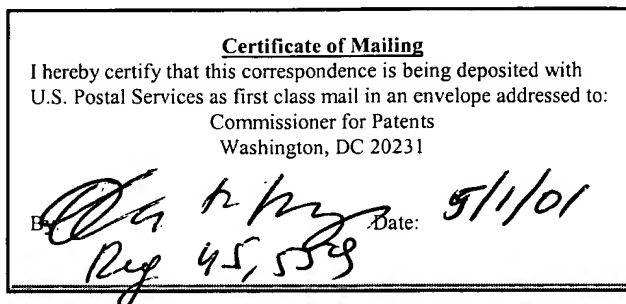 Certificate of Mailing
I hereby certify that this correspondence is being deposited with
U.S. Postal Services as first class mail in an envelope addressed to:
Commissioner for Patents
Washington, DC 20231
By Date: 5/1/01
Reg 45,559